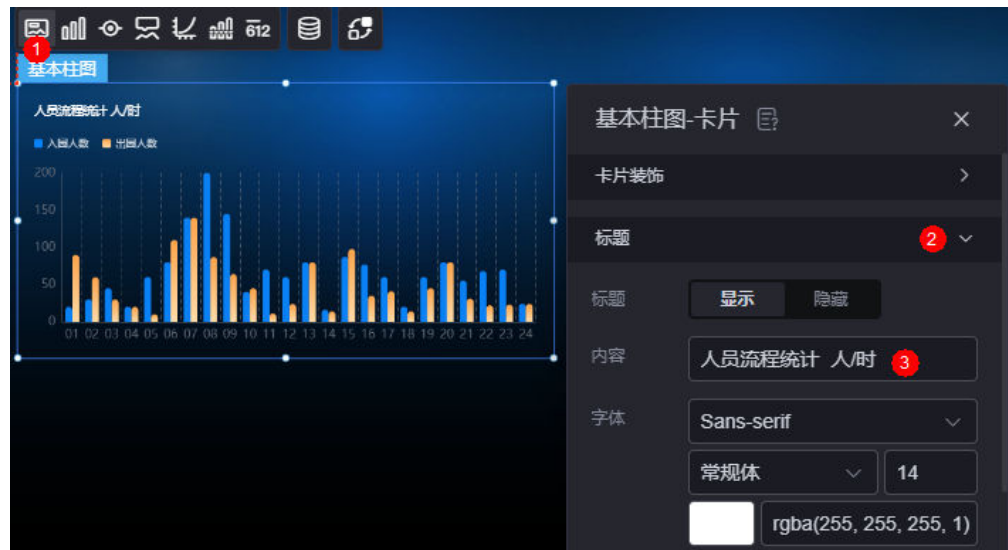 612
1
基本柱图
人员流程统计 人/时
入园人数 出园人数
200
150
100
50
0
01 02 03 04 05 06 07 08 09 10 11 12 13 14 15 16 17 18 19 20 21 22 23 24
基本柱图-卡片
卡片装饰
标题 2
标题 显示 隐藏
内容 人员流程统计 人/时 3
字体 Sans-serif
常规体 14
rgba(255, 255, 255, 1)